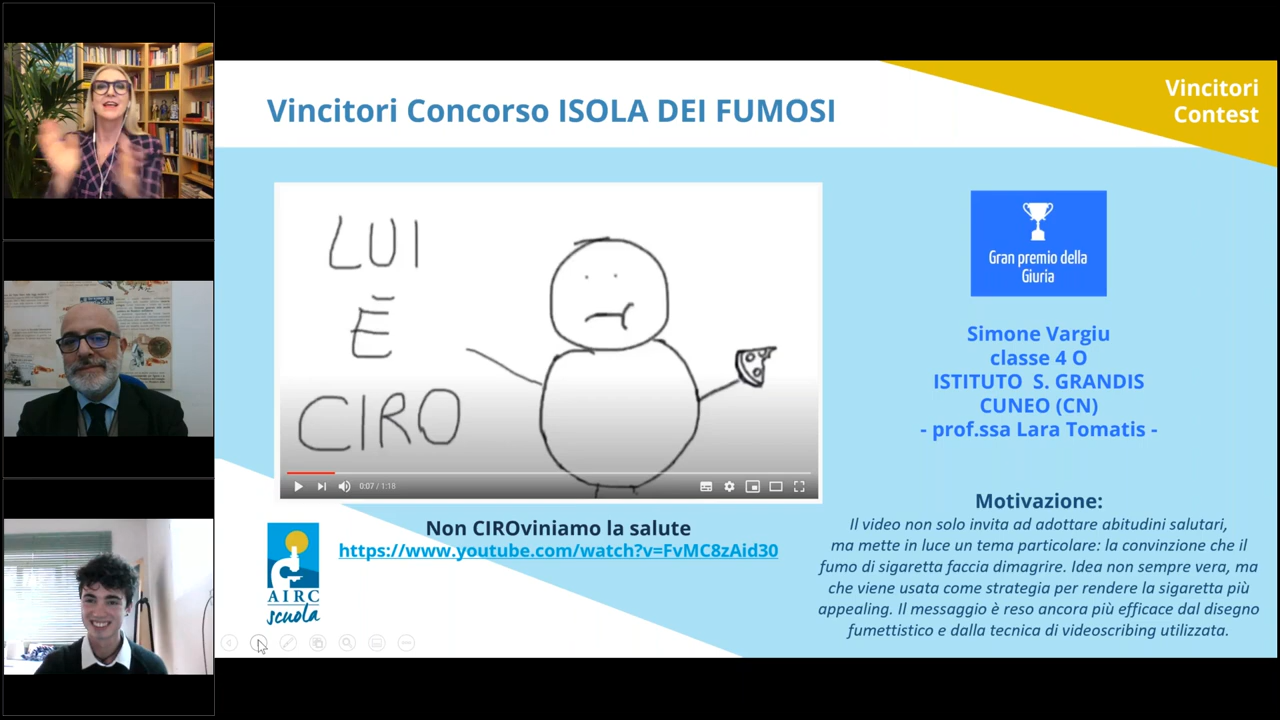 Vincitori Concorso ISOLA DEI FUMOSI
Vincitori
Contest
LUI
È
CIRO
0:07 / 1:18
Gran premio della
Giuria
Simone Vargiu
classe 4 O
ISTITUTO S. GRANDIS
CUNEO (CN)
- prof.ssa Lara Tomatis -
Non CIROviniamo la salute
https://www.youtube.com/watch?v=FvMC8zAid30
AIRC
scuola
Motivazione:
Il video non solo invita ad adottare abitudini salutari,
ma mette in luce un tema particolare: la convinzione che il
fumo di sigaretta faccia dimagrire. Idea non sempre vera, ma
che viene usata come strategia per rendere la sigaretta più
appealing. Il messaggio è reso ancora più efficace dal disegno
fumettistico e dalla tecnica di videoscribing utilizzata.